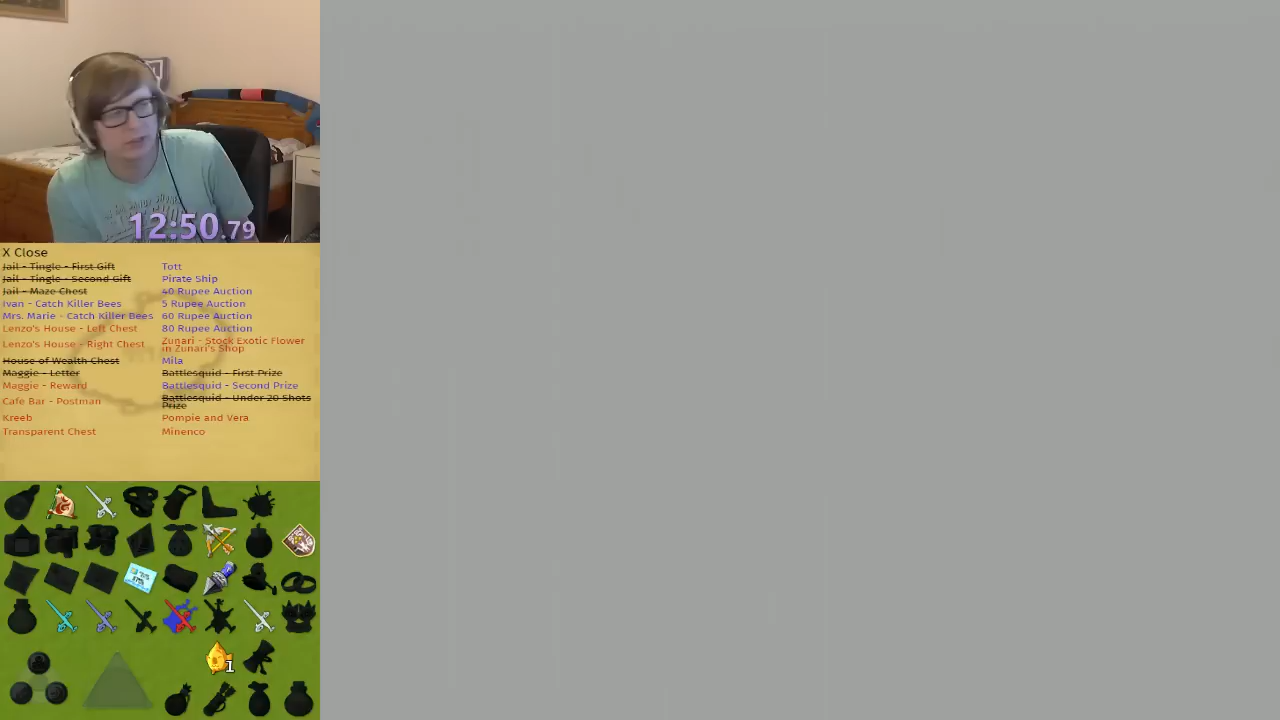 12:50.79
X Close
Jail - Tingle - First Gift
Jail - Tingle - Second Gift
Jail - Maze Chest
Ivan - Catch Killer Bees
Mrs. Marie - Catch Killer Bees
Lenzo's House - Left Chest
Lenzo's House - Right Chest
House of Wealth Chest
Maggie - Letter
Maggie - Reward
Cafe Bar - Postman
Kreeb
Transparent Chest
Tott
Pirate Ship
40 Rupee Auction
5 Rupee Auction
60 Rupee Auction
80 Rupee Auction
Zunari - Stock Exotic Flower
in Zunari's Shop
Mila
Battlesquid - First Prize
Battlesquid - Second Prize
Battlesquid - Under 20 Shots
Prize
Pompie and Vera
Minenco
1